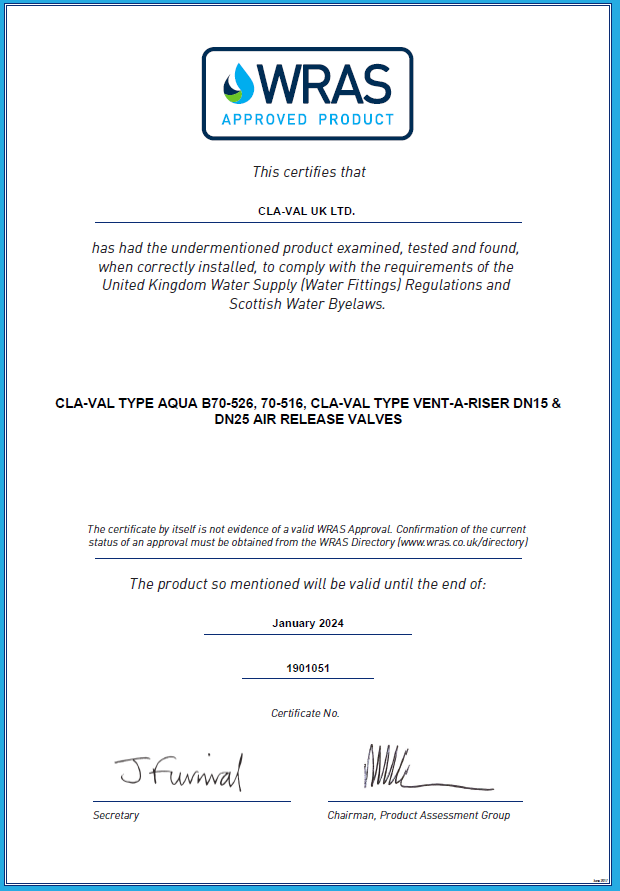 WRAS
APPROVED PRODUCT
This certifies that
CLA-VAL UK LTD.
has had the undermentioned product examined, tested and found,
when correctly installed, to comply with the requirements of the
United Kingdom Water Supply (Water Fittings) Regulations and
Scottish Water Byelaws.
CLA-VAL TYPE AQUA B70-526, 70-516, CLA-VAL TYPE VENT-A-RISER DN15 &
DN25 AIR RELEASE VALVES
The certificate by itself is not evidence of a valid WRAS Approval. Confirmation of the current
status of an approval must be obtained from the WRAS Directory (www.wras.co.uk/directory)
The product so mentioned will be valid until the end of:
January 2024
1901051
Certificate No.
J Furnival
Secretary
Chairman, Product Assessment Group